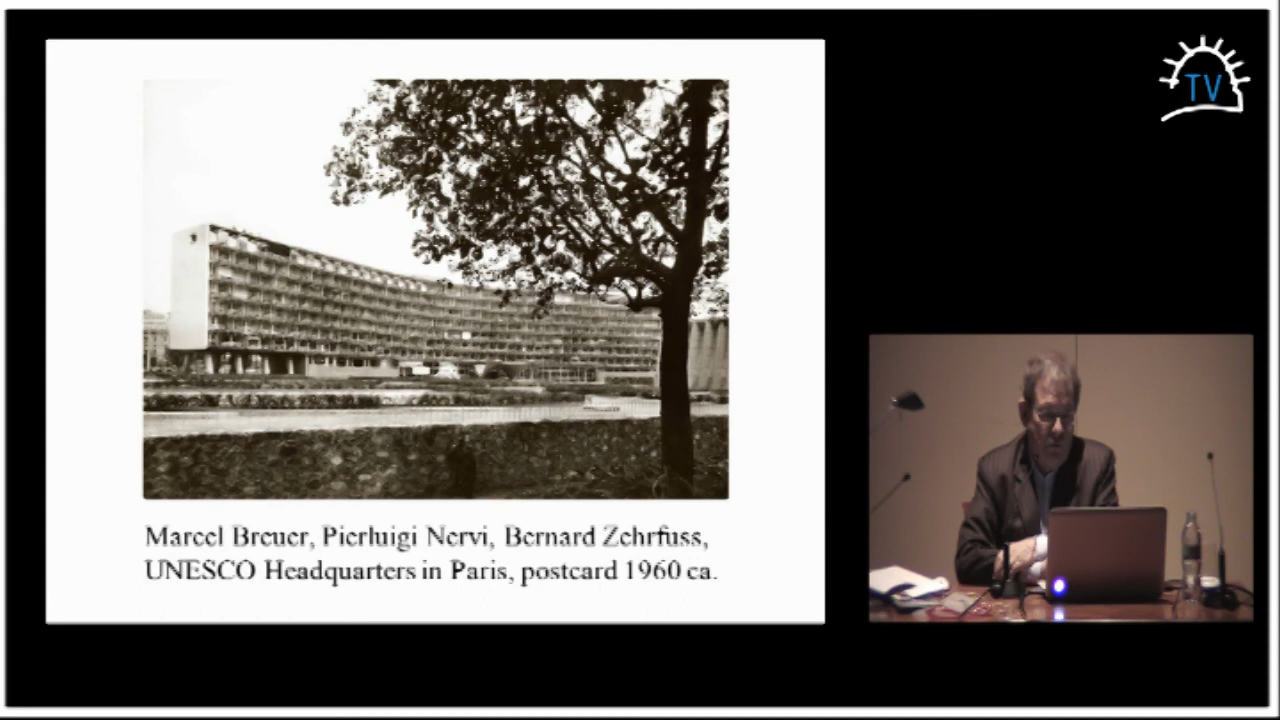 TV
Marcel Breuer, Pierluigi Nervi, Bernard Zehrfuss,
UNESCO Headquarters in Paris, postcard 1960 ca.